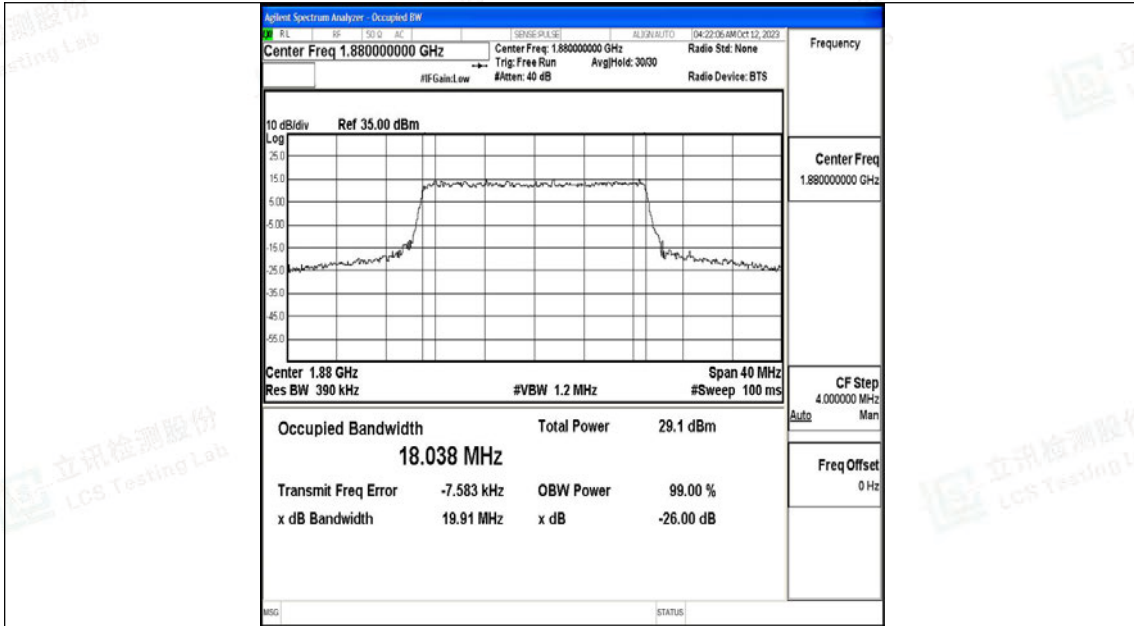 Agilent Spectrum Analyzer - Occupied BW
RL RF 50 Ω AC SENSE:PULSE ALIGN AUTO 04:22:06 AM Oct 12, 2023
Center Freq 1.880000000 GHz
Center Freq: 1.880000000 GHz
Radio Std: None
Trig: Free Run Avg|Hold: 30/30
#IFGain:Low
#Atten: 40 dB
Radio Device: BTS
Frequency
10 dB/div Ref 35.00 dBm
Log
25.0
15.0
5.00
-5.00
-15.0
-25.0
-35.0
-45.0
-55.0
Center 1.88 GHz Span 40 MHz
Res BW 390 kHz #VBW 1.2 MHz #Sweep 100 ms
Center Freq
1.880000000 GHz
CF Step
4.000000 MHz
Auto Man
Freq Offset
0 Hz
Occupied Bandwidth Total Power 29.1 dBm
18.038 MHz
Transmit Freq Error -7.583 kHz OBW Power 99.00 %
x dB Bandwidth 19.91 MHz x dB -26.00 dB
MSG STATUS
立讯检测股份
LCS Testing Lab
立讯检测股份
LCS Testing